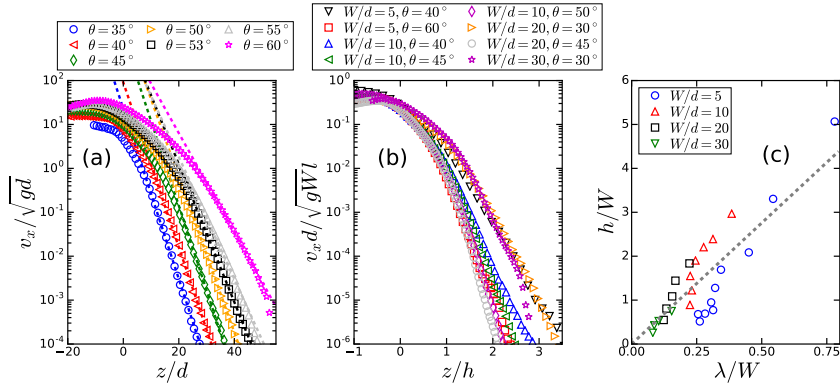 θ=35° θ=50° θ=55°
θ=40° θ=53° θ=60°
θ=45°
W/d=5,θ=40° W/d=10,θ=50°
W/d=5,θ=60° W/d=20,θ=30°
W/d=10,θ=40° W/d=20,θ=45°
W/d=10,θ=45° W/d=30,θ=30°
10^2
10^1
10^0
10^-1
10^-2
10^-3
10^-4
v_x/√gd
(a)
−20 0 20 40
z/d
10^0
10^-1
10^-2
10^-3
10^-4
10^-5
10^-6
v_x d/√gWl
(b)
−1 0 1 2 3
z/h
6
5
4
3
2
1
0
h/W
W/d=5
W/d=10
W/d=20
W/d=30
(c)
0.00 0.25 0.50 0.75
λ/W